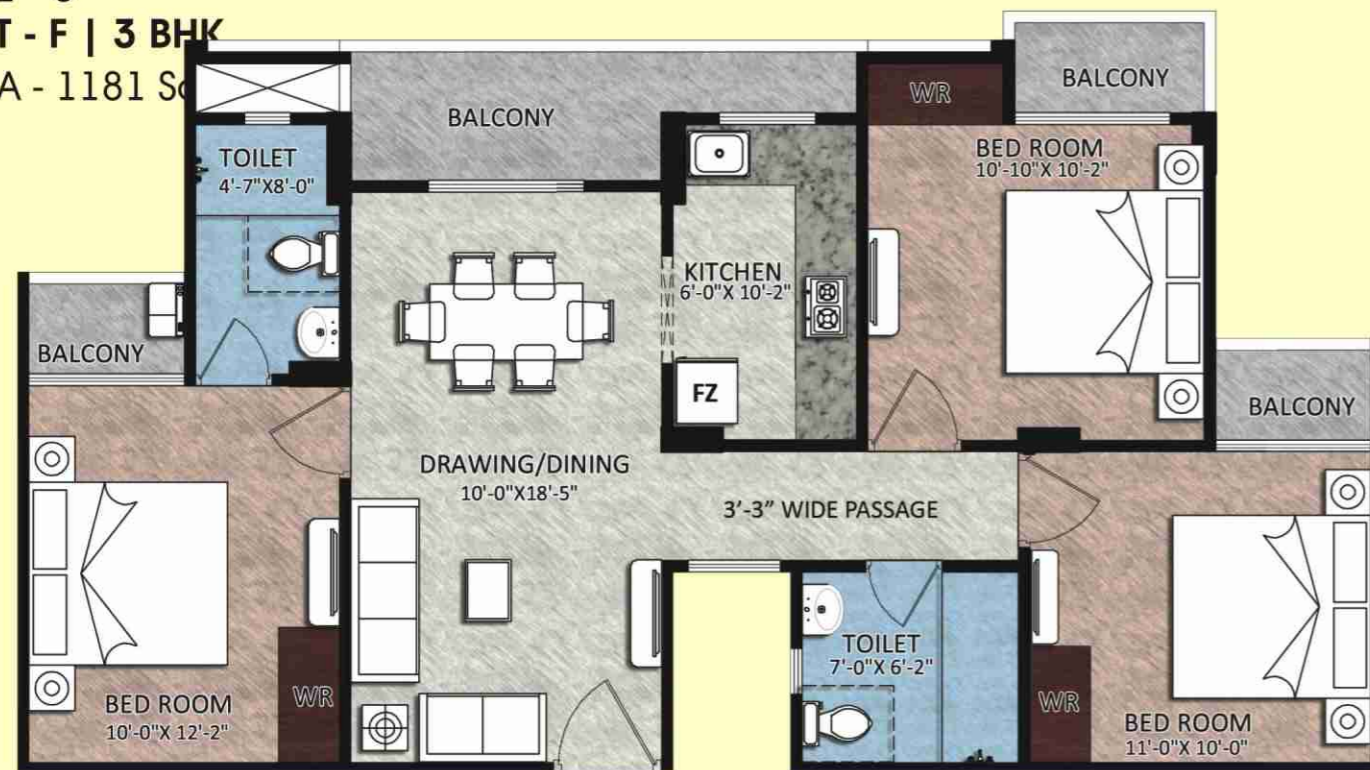 T - F | 3 BHK
A - 1181
BALCONY
WR
BALCONY
TOILET
4'-7"X8'-0"
BED ROOM
10'-10"X 10'-2"
KITCHEN
6'-0"X 10'-2"
BALCONY
FZ
BALCONY
DRAWING/DINING
10'-0"X18'-5"
3'-3" WIDE PASSAGE
TOILET
7'-0"X 6'-2"
BED ROOM
10'-0"X 12'-2"
WR
WR
BED ROOM
11'-0"X 10'-0"